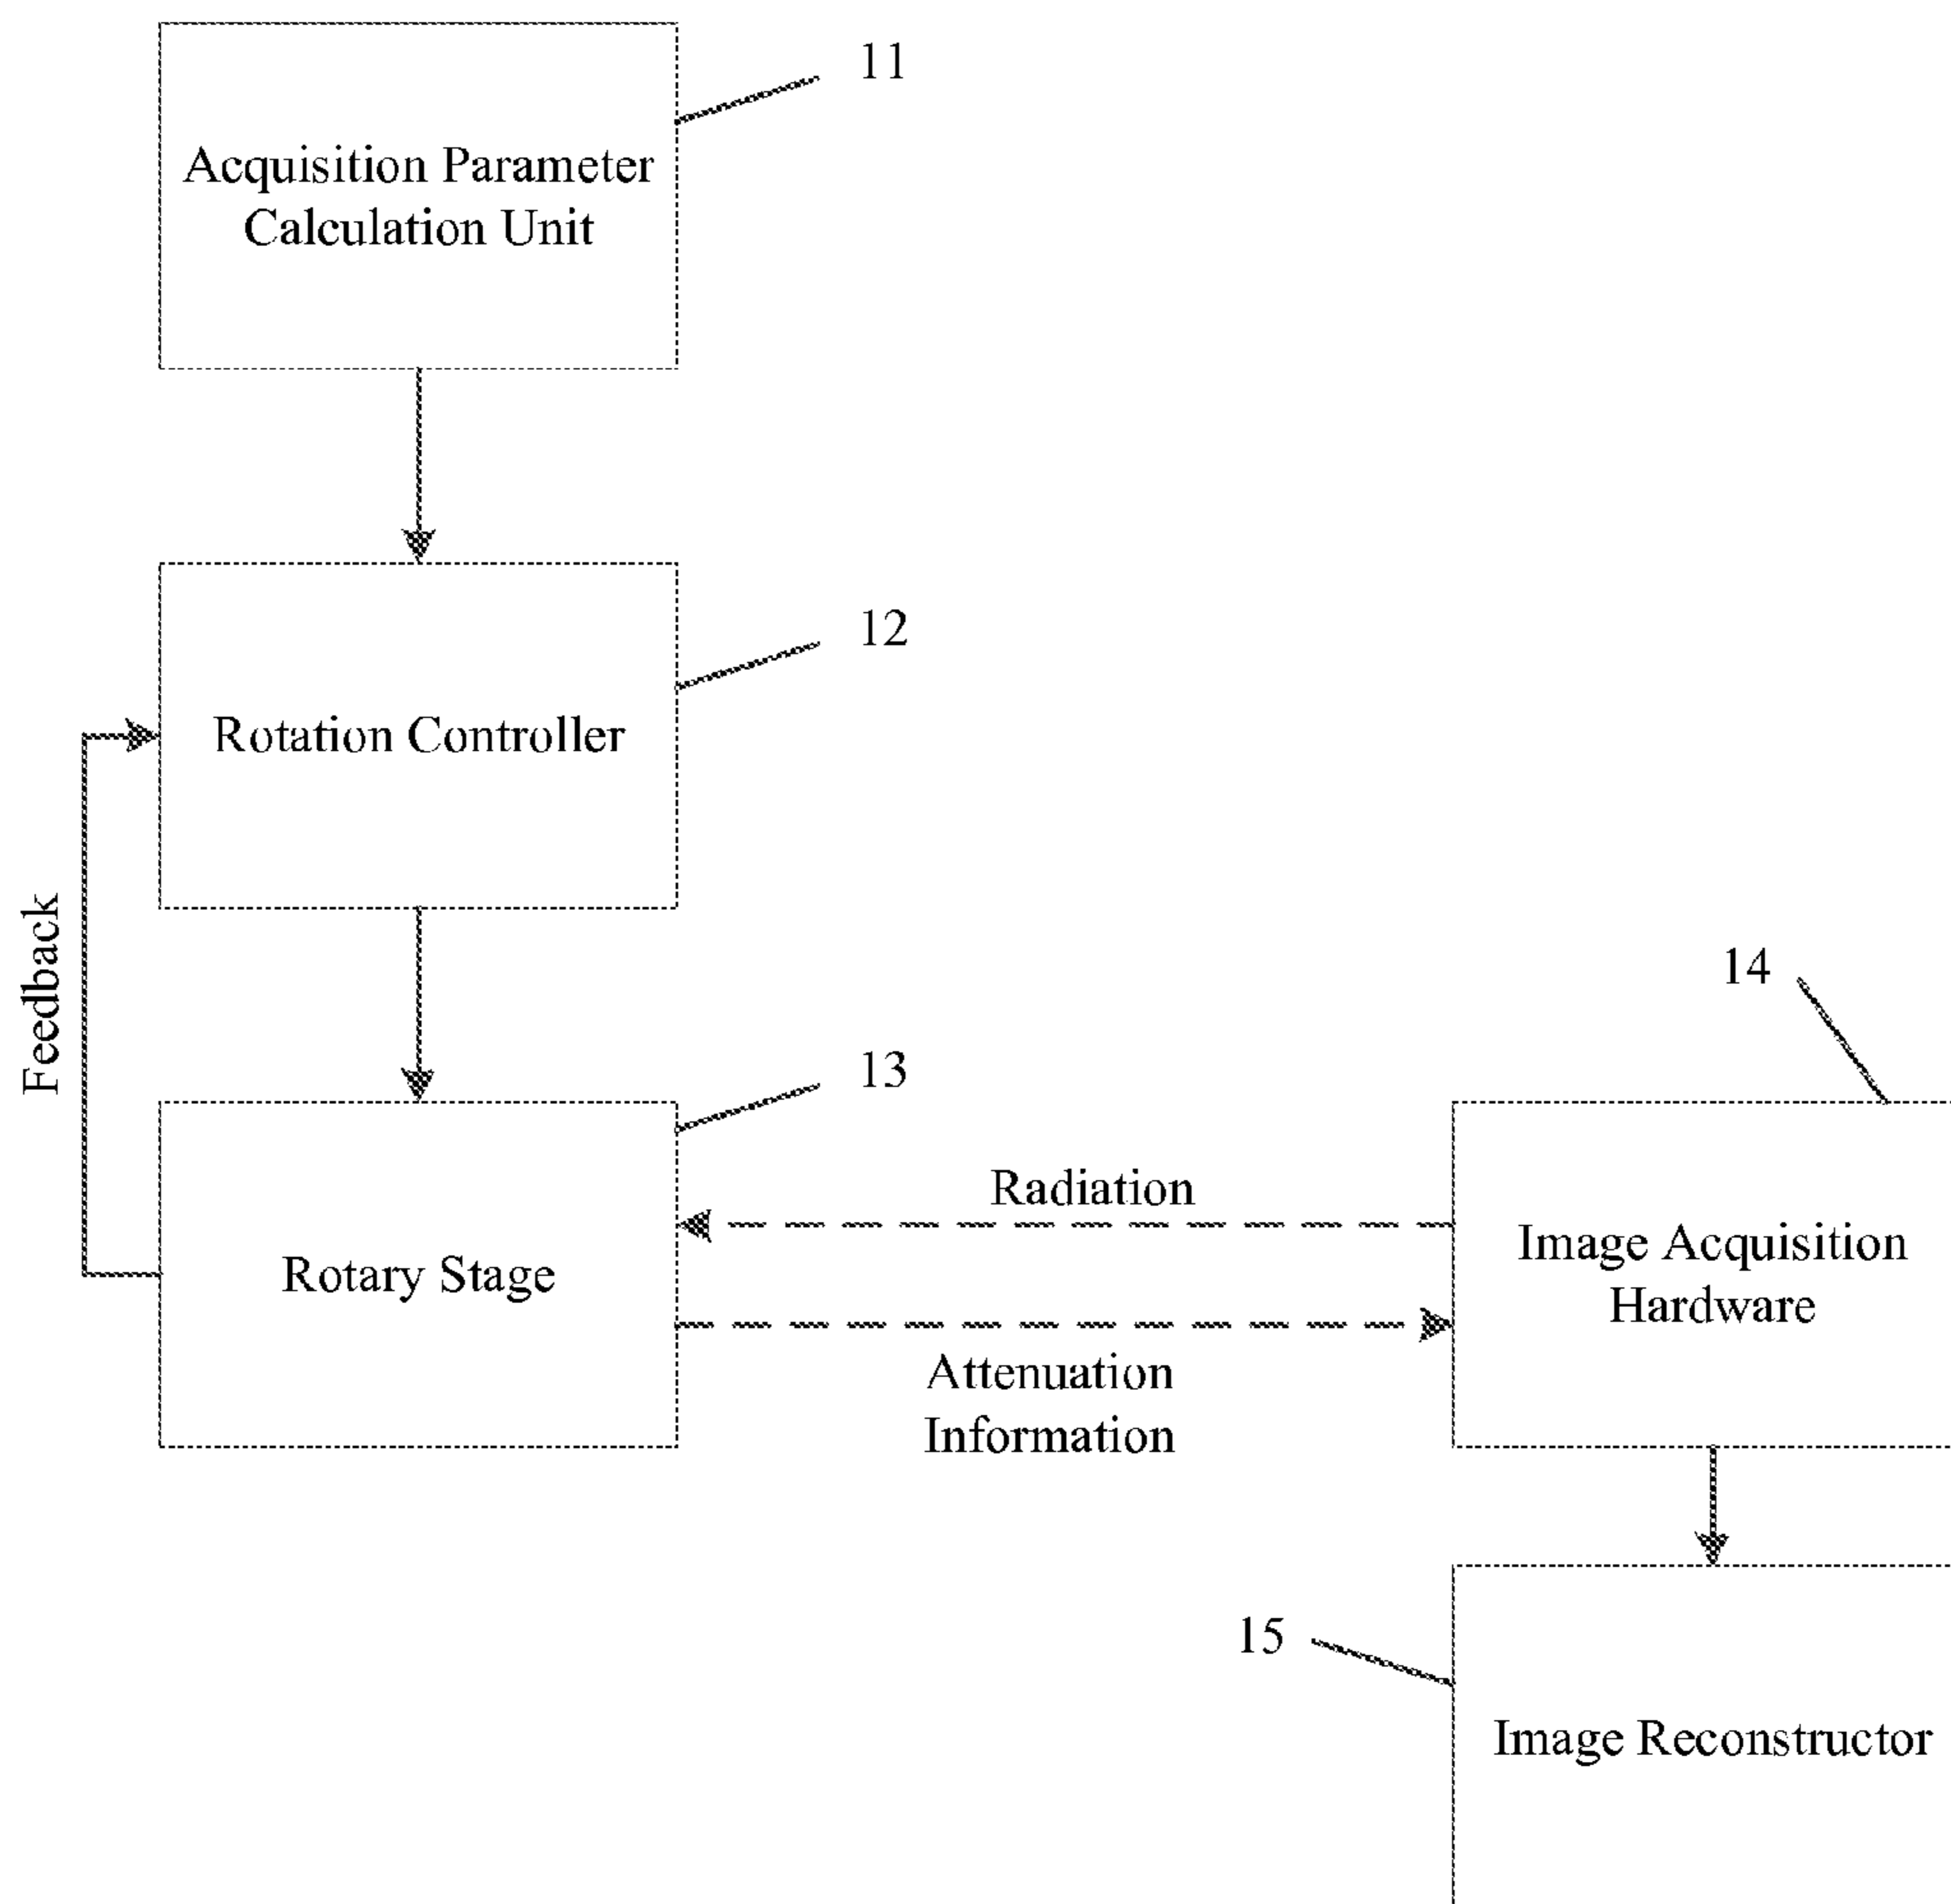 11
Acquisition Parameter
Calculation Unit
12
Rotation Controller
Feedback
13
14
Radiation
Rotary Stage
Image Acquisition
Hardware
Attenuation
Information
15
Image Reconstructor